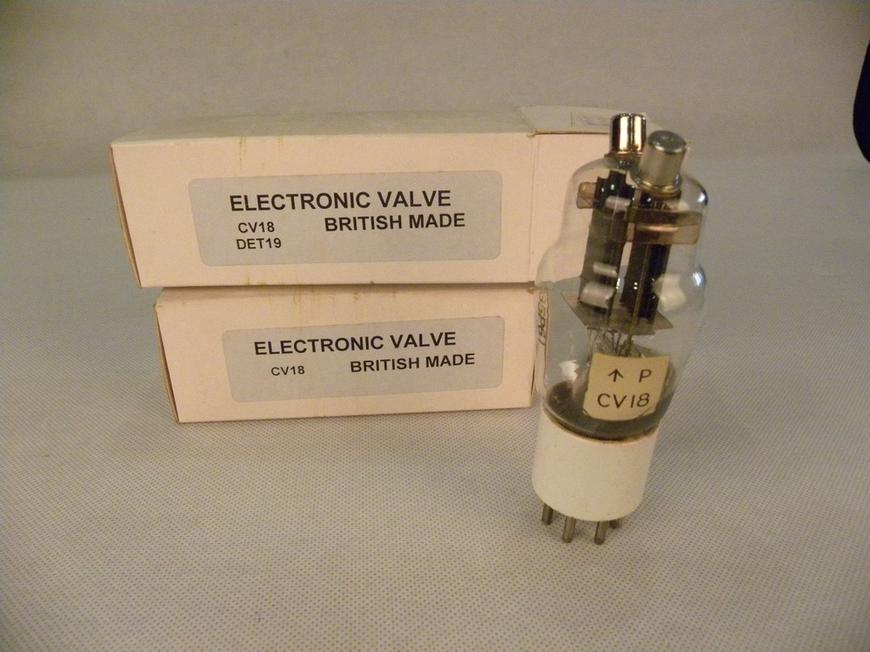 ELECTRONIC VALVE
CV18 BRITISH MADE
DET19
ELECTRONIC VALVE
CV18 BRITISH MADE
↑ P
CV18